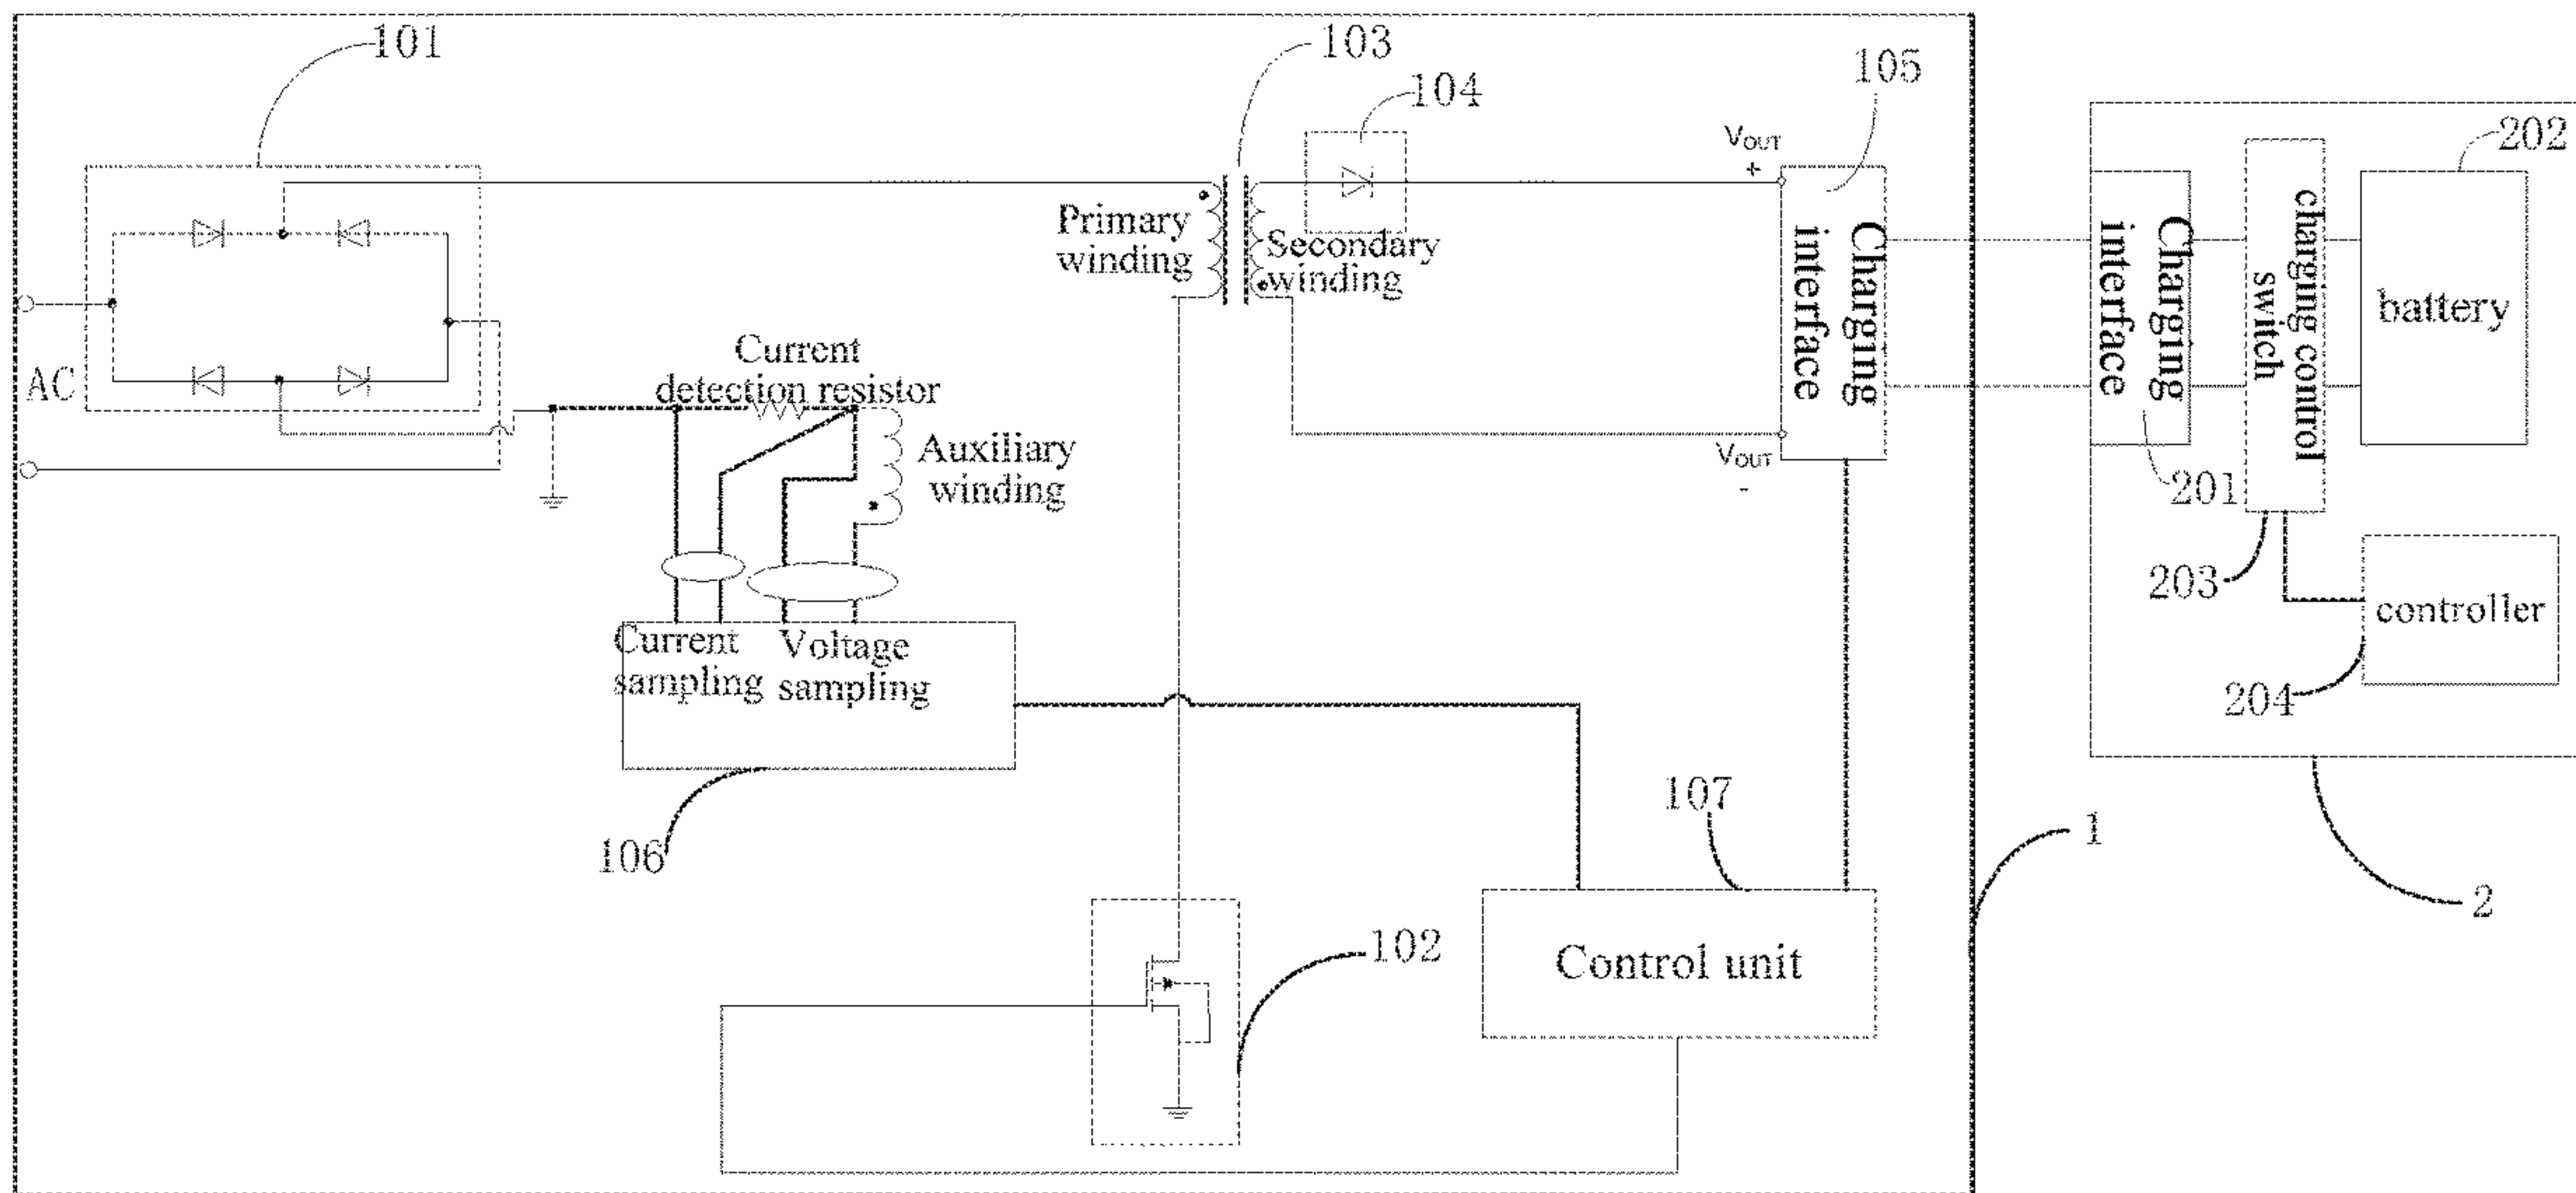 101
103
104
105
202
V_OUT
+
Primary
winding
Secondary
winding
Charging
interface
Charging
interface
charging control
switch
battery
AC
Current
detection resistor
Auxiliary
winding
V_OUT
-
201
203
controller
204
Current
sampling
Voltage
sampling
106
107
1
2
102
Control unit